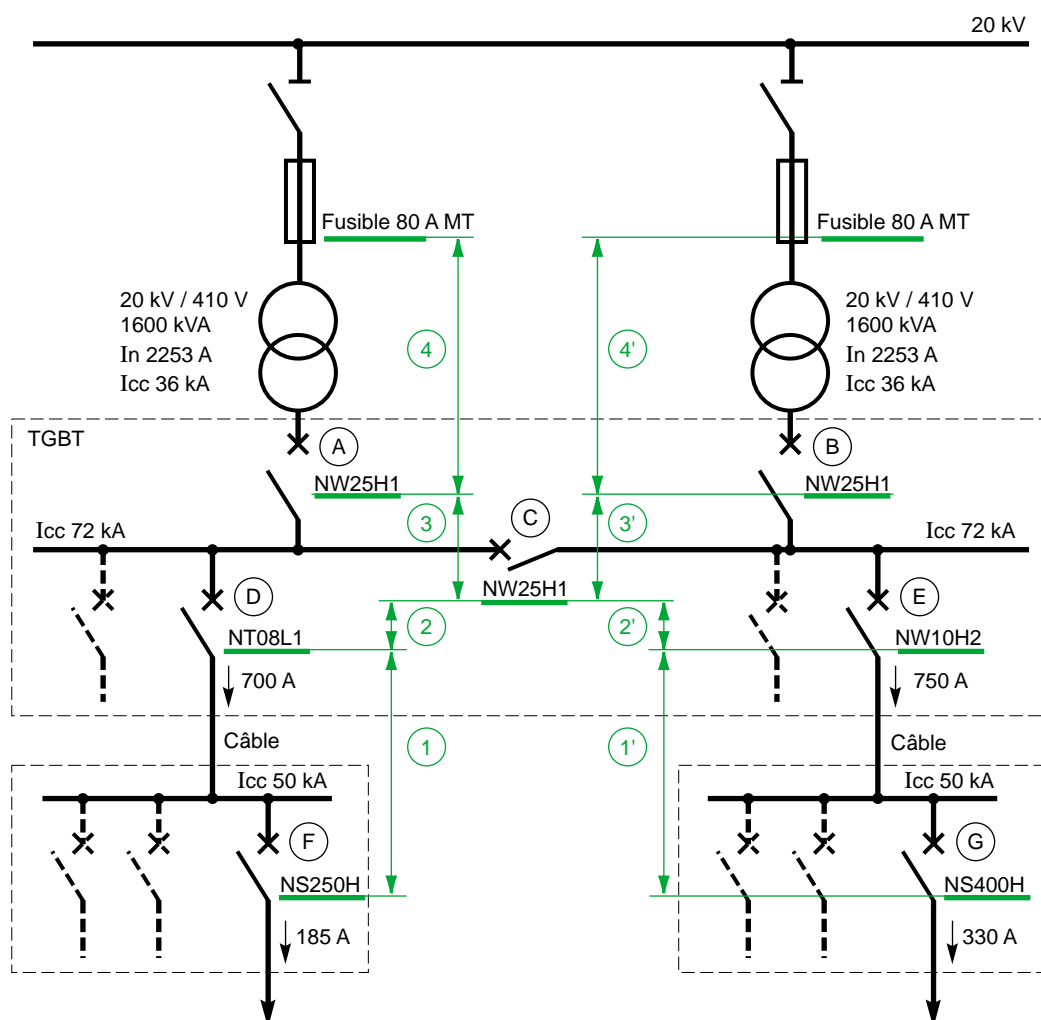 20 kV
Fusible 80 A MT
Fusible 80 A MT
20 kV / 410 V
1600 kVA
In 2253 A
Icc 36 kA
20 kV / 410 V
1600 kVA
In 2253 A
Icc 36 kA
4
4'
TGBT
A
B
NW25H1
NW25H1
Icc 72 kA
3
C
3'
Icc 72 kA
NW25H1
D
E
2
2'
NT08L1
NW10H2
700 A
750 A
Câble
1
1'
Câble
Icc 50 kA
Icc 50 kA
F
G
NS250H
NS400H
185 A
330 A